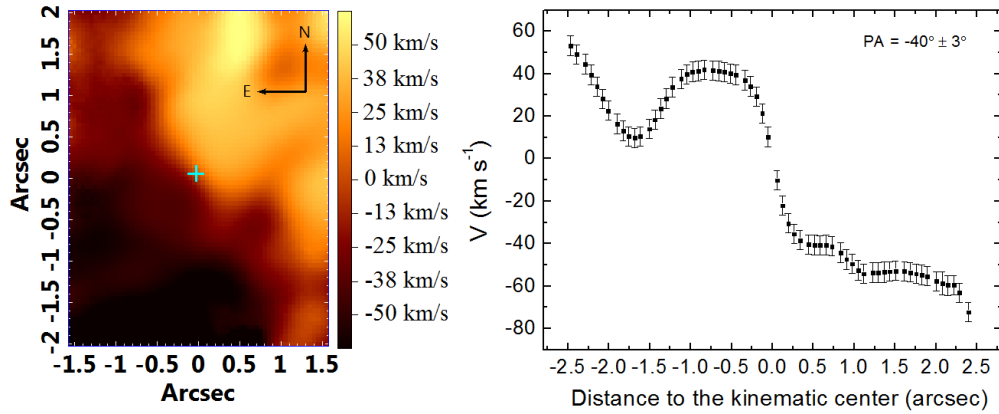 2
1.5
1
0.5
0
-0.5
-1
-1.5
-2
Arcsec
-1.5 -1 -0.5 0 0.5 1 1.5
Arcsec
N
E
50 km/s
38 km/s
25 km/s
13 km/s
0 km/s
-13 km/s
-25 km/s
-38 km/s
-50 km/s
PA = -40° ± 3°
60
40
20
0
-20
-40
-60
-80
V (km s⁻¹)
-2.5 -2.0 -1.5 -1.0 -0.5 0.0 0.5 1.0 1.5 2.0 2.5
Distance to the kinematic center (arcsec)